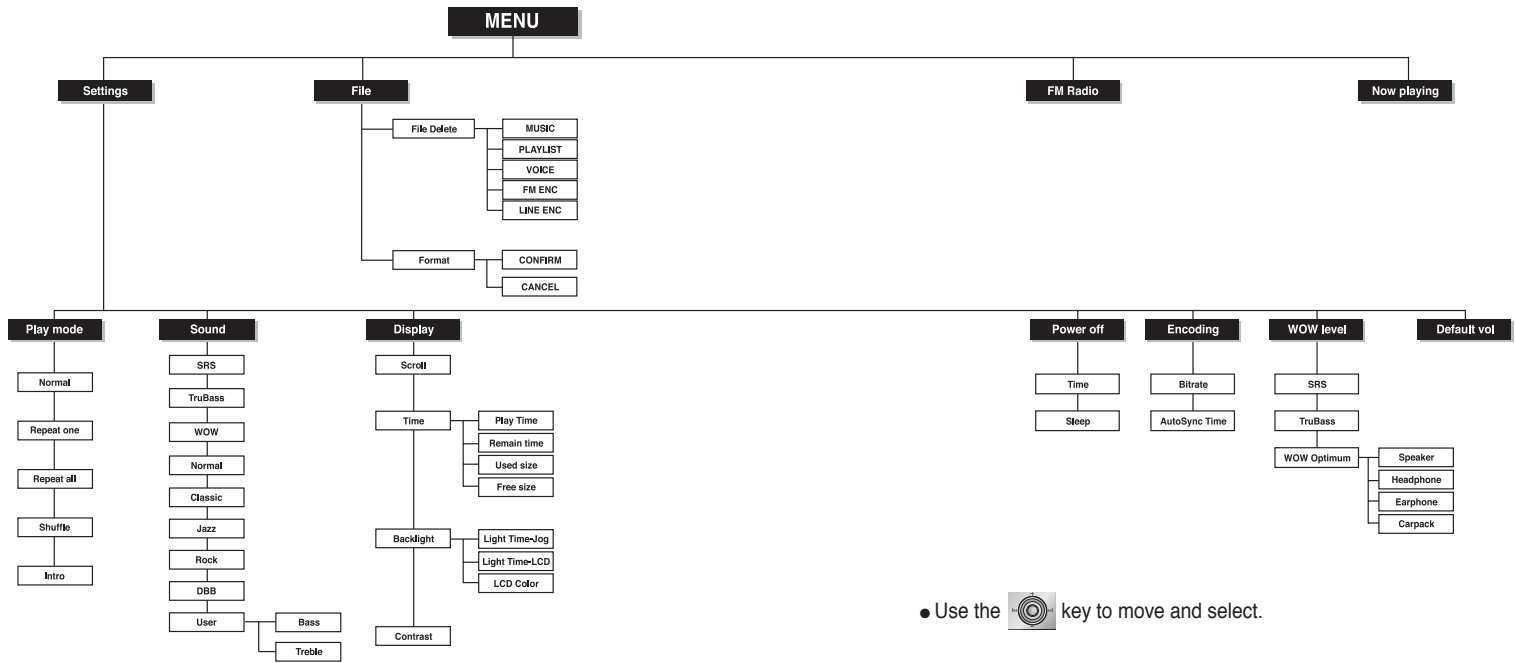 MENU
Settings
File
FM Radio
Now playing
File Delete
MUSIC
PLAYLIST
VOICE
FM ENC
LINE ENC
Format
CONFIRM
CANCEL
Play mode
Normal
Repeat one
Repeat all
Shuffle
Intro
Sound
SRS
TruBass
WOW
Normal
Classic
Jazz
Rock
DBB
User
Bass
Treble
Display
Scroll
Time
Play Time
Remain time
Used size
Free size
Backlight
Light Time-Jog
Light Time-LCD
LCD Color
Contrast
Power off
Time
Sleep
Encoding
Bitrate
AutoSync Time
WOW level
SRS
TruBass
WOW Optimum
Speaker
Headphone
Earphone
Carpack
Default vol
● Use the key to move and select.